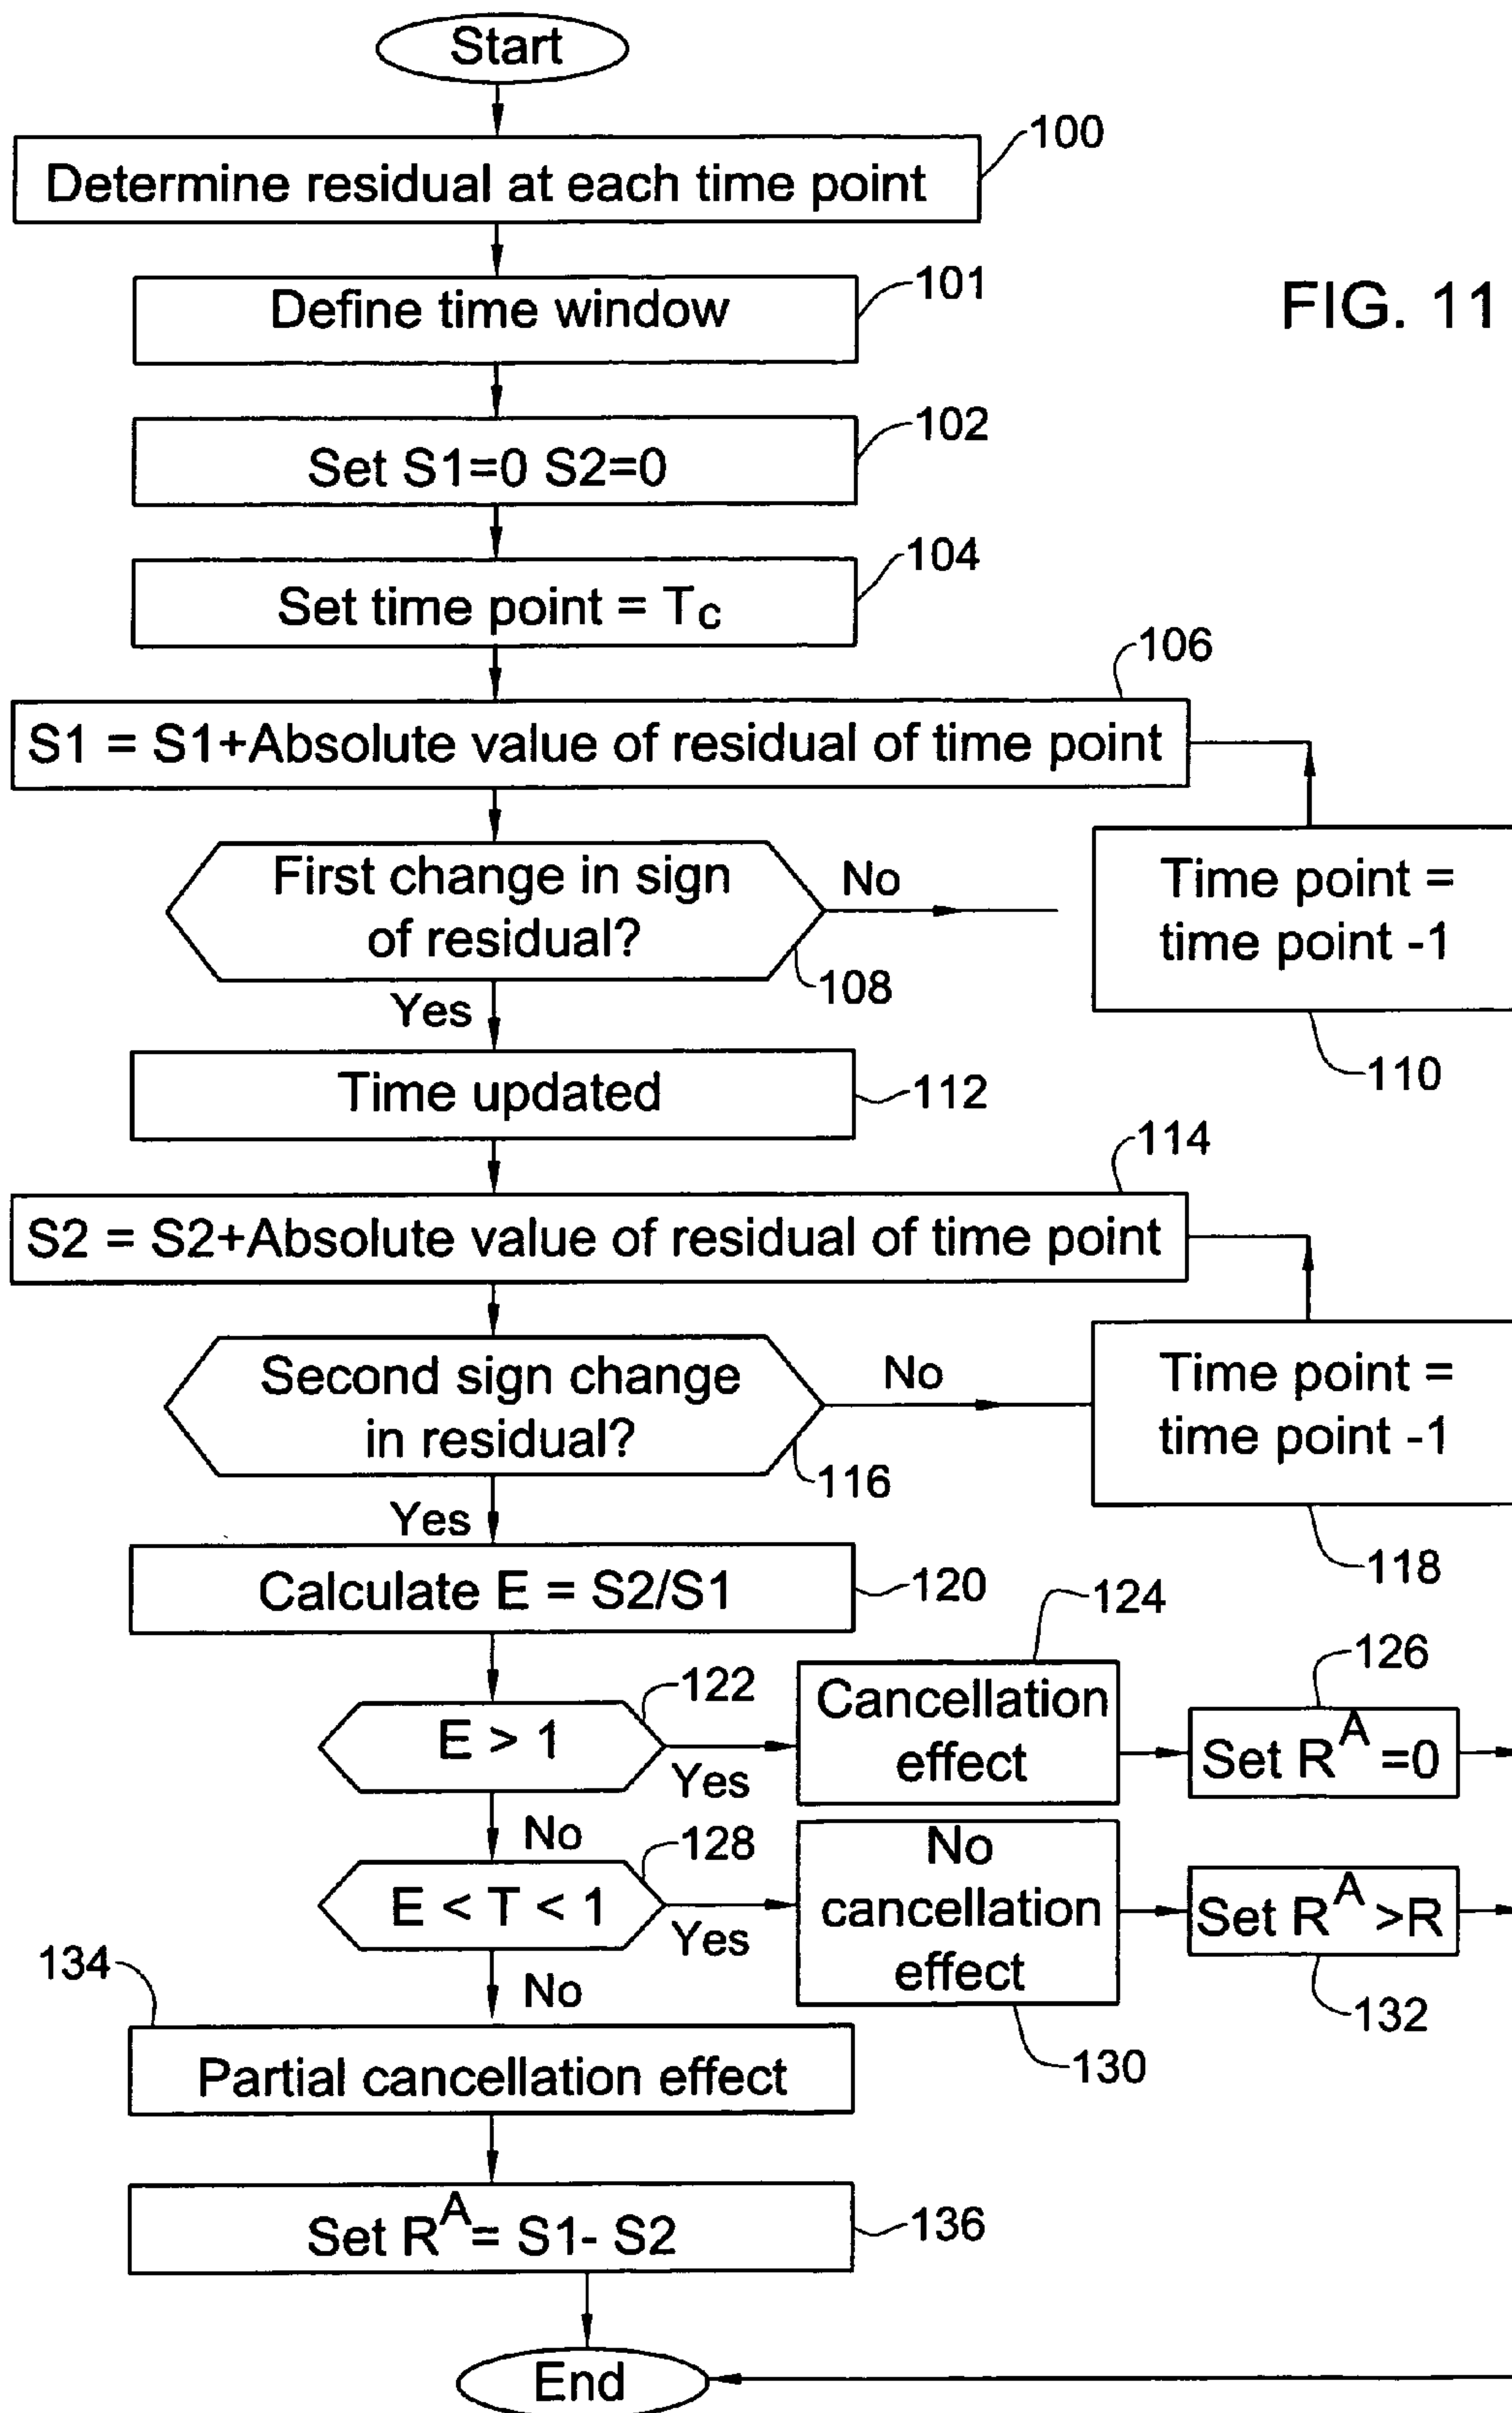 Start
100
Determine residual at each time point
101
Define time window
FIG. 11
102
Set S1=0 S2=0
104
Set time point = Tc
106
S1 = S1+Absolute value of residual of time point
First change in sign
of residual?
No
108
Time point =
time point -1
110
Yes
Time updated
112
114
S2 = S2+Absolute value of residual of time point
Second sign change
in residual?
No
116
Time point =
time point -1
118
Yes
Calculate E = S2/S1
120
122
E > 1
Yes
124
Cancellation
effect
126
Set R^A =0
No
128
E < T < 1
Yes
No
cancellation
effect
130
Set R^A >R
132
134
No
Partial cancellation effect
Set R^A = S1- S2
136
End